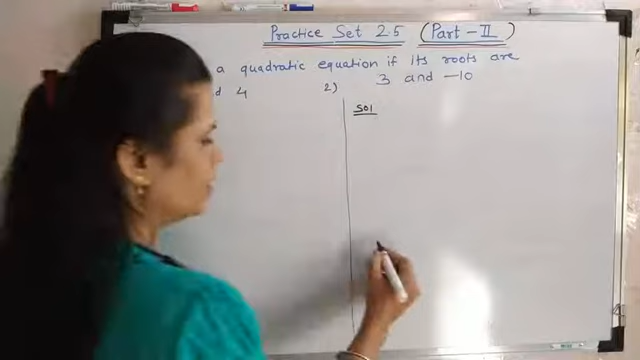 Practice Set 2.5 (Part - II)
a quadratic equation if its roots are
4 2) 3 and -10
Sol